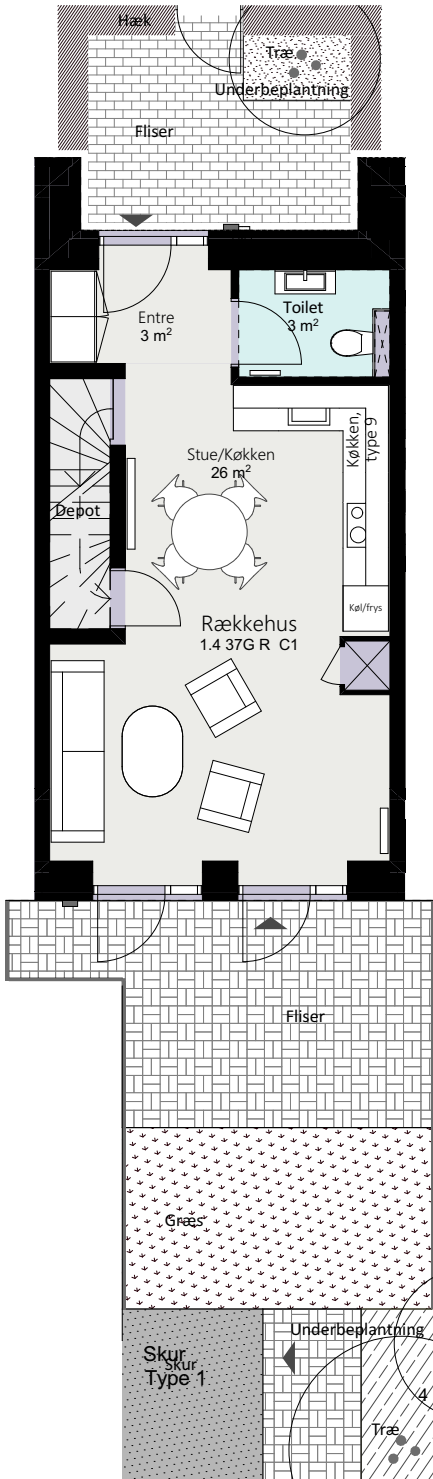 Hæk
Træ
Underbeplantning
Fliser
Entre
3 m²
Toilet
3 m²
Køkken,
type 9
Stue/Køkken
26 m²
Depot
Køl/frys
Rækkehus
1.4 37G R C1
Fliser
Græs
Underbeplantning
Skur
Skur
Type 1
4
Træ